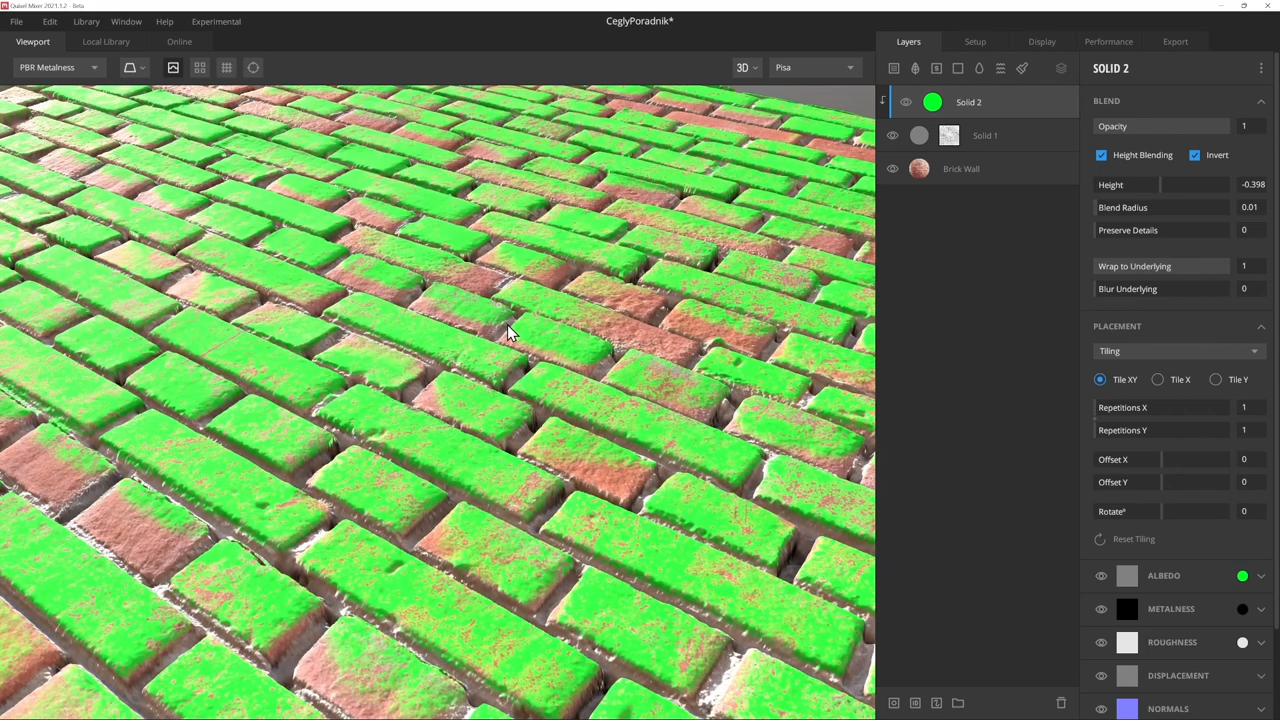 Quixel Mixer 2021.1.2 - Beta
File Edit Library Window Help Experimental
CeglyPoradnik*
Viewport Local Library Online
PBR Metalness
3D
Pisa
Layers Setup Display Performance Export
Solid 2
Solid 1
Brick Wall
SOLID 2
BLEND
Opacity 1
Height Blending Invert
Height -0.398
Blend Radius 0.01
Preserve Details 0
Wrap to Underlying 1
Blur Underlying 0
PLACEMENT
Tiling
Tile XY Tile X Tile Y
Repetitions X 1
Repetitions Y 1
Offset X 0
Offset Y 0
Rotate° 0
Reset Tiling
ALBEDO
METALNESS
ROUGHNESS
DISPLACEMENT
NORMALS